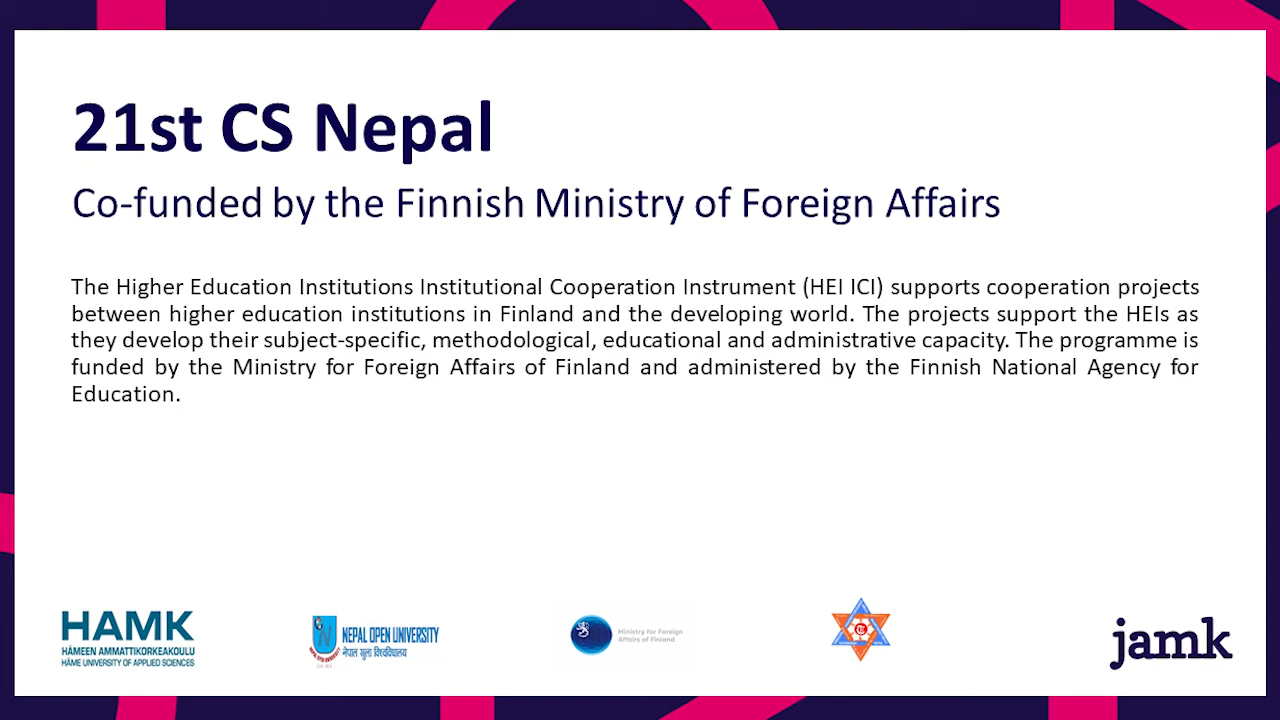 21st CS Nepal
Co-funded by the Finnish Ministry of Foreign Affairs
The Higher Education Institutions Institutional Cooperation Instrument (HEI ICI) supports cooperation projects
between higher education institutions in Finland and the developing world. The projects support the HEIs as
they develop their subject-specific, methodological, educational and administrative capacity. The programme is
funded by the Ministry for Foreign Affairs of Finland and administered by the Finnish National Agency for
Education.
HAMK
HÄMEEN AMMATTIKORKEAKOULU
HÄME UNIVERSITY OF APPLIED SCIENCES
NEPAL OPEN UNIVERSITY
नेपाल खुला विश्वविद्यालय
Ministry for Foreign
Affairs of Finland
jamk